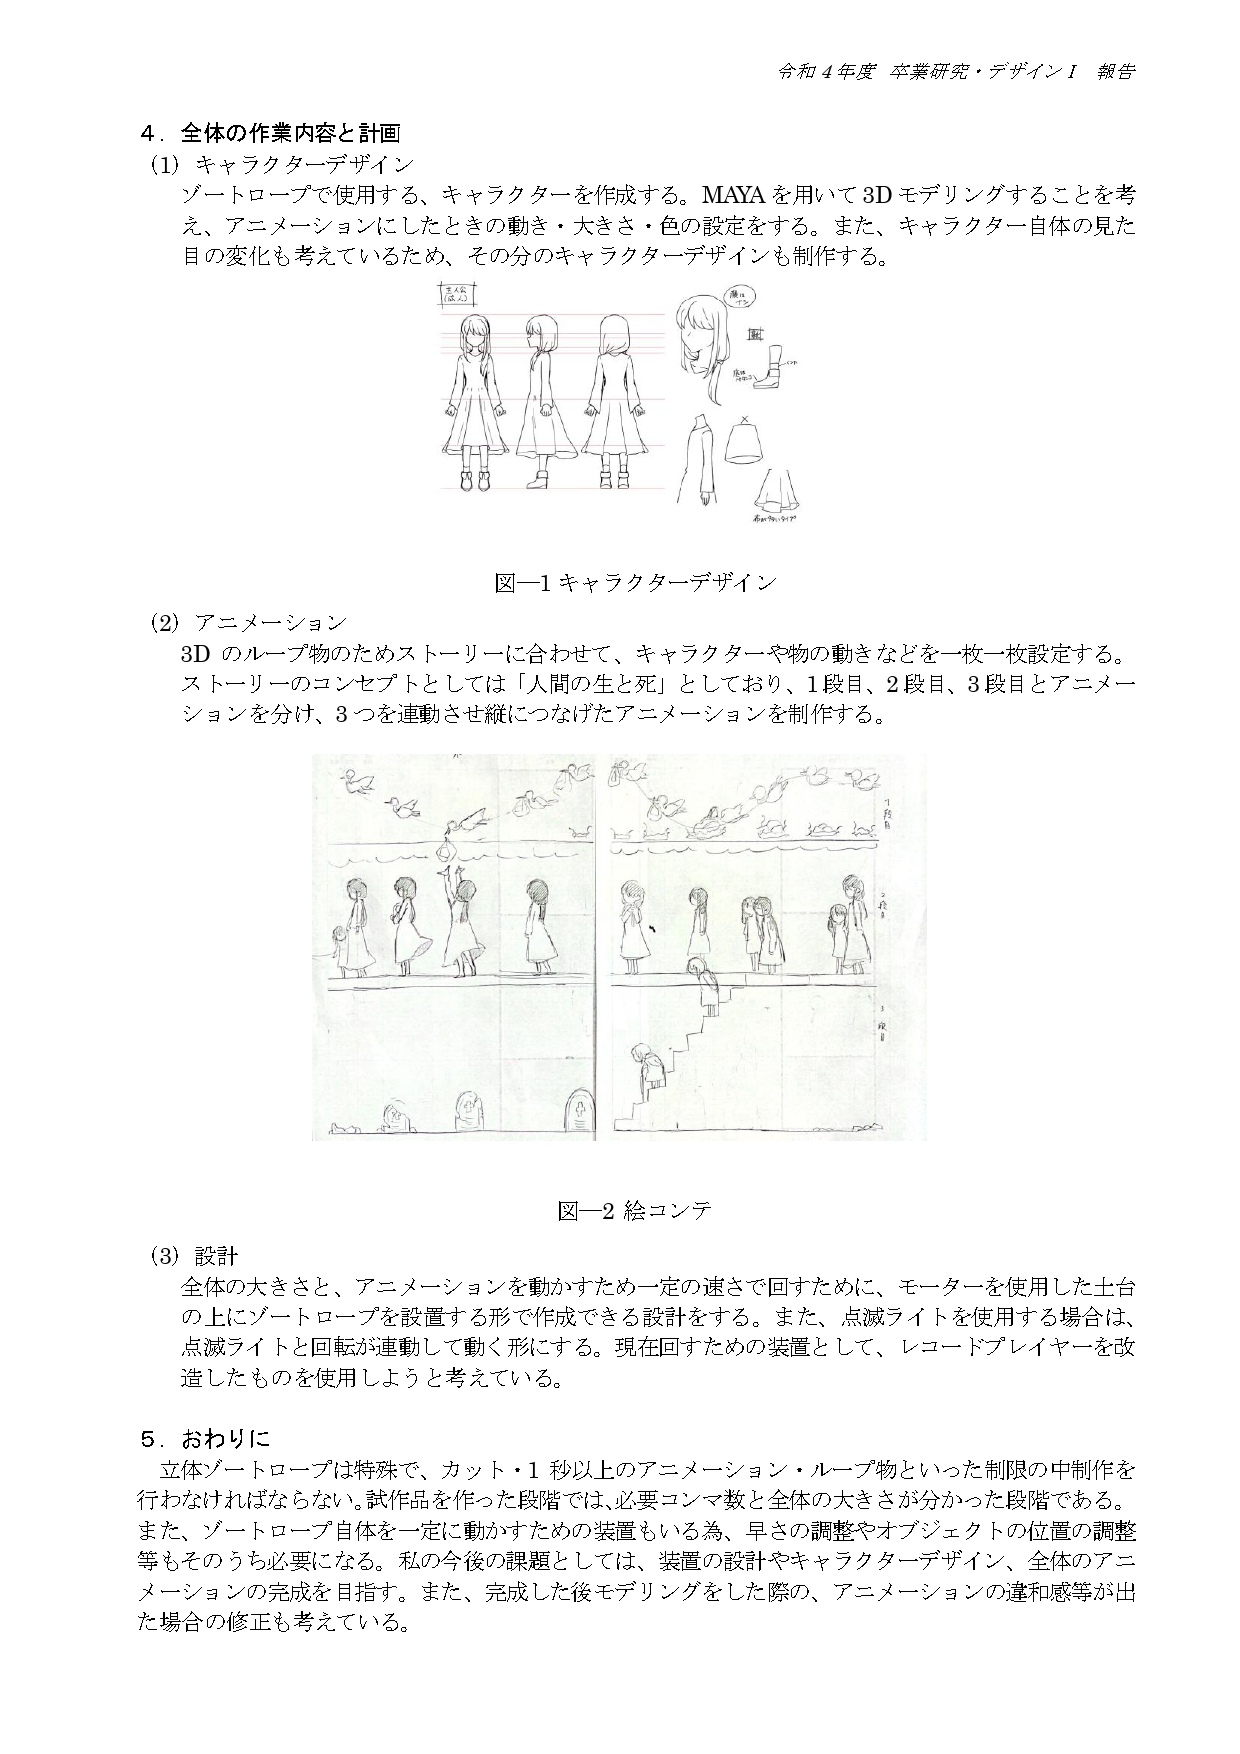 令和 4 年度 卒業研究・デザイン I 報告
４．全体の作業内容と計画
（1）キャラクターデザイン
ゾートロープで使用する、キャラクターを作成する。MAYA を用いて 3D モデリングすることを考
え、アニメーションにしたときの動き・大きさ・色の設定をする。また、キャラクター自体の見た
目の変化も考えているため、その分のキャラクターデザインも制作する。
主人公
(成人)
図―1 キャラクターデザイン
（2）アニメーション
3D のループ物のためストーリーに合わせて、キャラクターや物の動きなどを一枚一枚設定する。
ストーリーのコンセプトとしては「人間の生と死」としており、1 段目、2 段目、3 段目とアニメー
ションを分け、3 つを連動させ縦につなげたアニメーションを制作する。
1段目
2段目
3段目
図―2 絵コンテ
（3）設計
全体の大きさと、アニメーションを動かすため一定の速さで回すために、モーターを使用した土台
の上にゾートロープを設置する形で作成できる設計をする。また、点滅ライトを使用する場合は、
点滅ライトと回転が連動して動く形にする。現在回すための装置として、レコードプレイヤーを改
造したものを使用しようと考えている。
５．おわりに
立体ゾートロープは特殊で、カット・1 秒以上のアニメーション・ループ物といった制限の中制作を
行わなければならない。試作品を作った段階では、必要コンマ数と全体の大きさが分かった段階である。
また、ゾートロープ自体を一定に動かすための装置もいる為、早さの調整やオブジェクトの位置の調整
等もそのうち必要になる。私の今後の課題としては、装置の設計やキャラクターデザイン、全体のアニ
メーションの完成を目指す。また、完成した後モデリングをした際の、アニメーションの違和感等が出
た場合の修正も考えている。